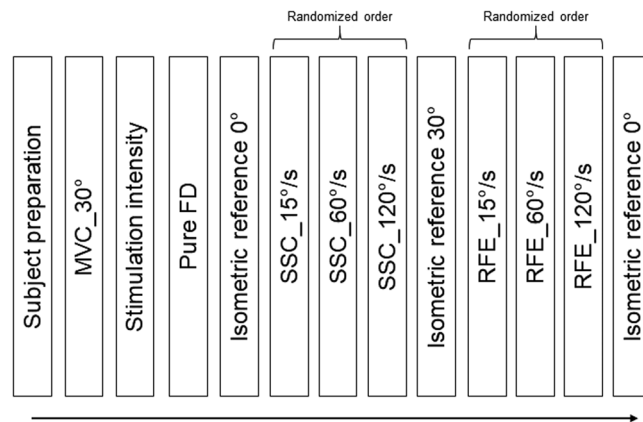 Randomized order
Randomized order
Subject preparation
MVC_30°
Stimulation intensity
Pure FD
Isometric reference 0°
SSC_15°/s
SSC_60°/s
SSC_120°/s
Isometric reference 30°
RFE_15°/s
RFE_60°/s
RFE_120°/s
Isometric reference 0°